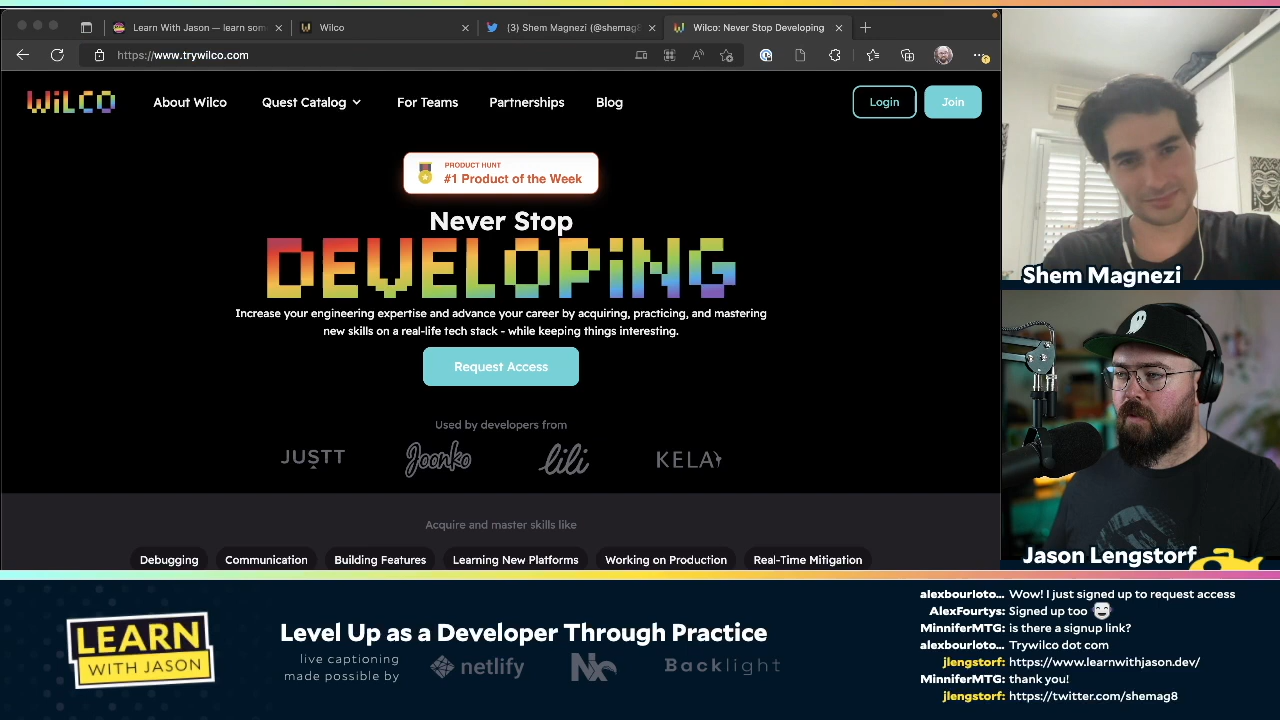 Learn With Jason — learn som
Wilco
(3) Shem Magnezi (@shemag8
Wilco: Never Stop Developing
https://www.trywilco.com
WiLCO
About Wilco
Quest Catalog
For Teams
Partnerships
Blog
Login
Join
PRODUCT HUNT
#1 Product of the Week
Never Stop
DEVELOPiNG
Increase your engineering expertise and advance your career by acquiring, practicing, and mastering
new skills on a real-life tech stack - while keeping things interesting.
Request Access
Used by developers from
JUSTT
Joonko
lili
KELA
Acquire and master skills like
Debugging
Communication
Building Features
Learning New Platforms
Working on Production
Real-Time Mitigation
Shem Magnezi
Jason Lengstorf
LEARN
WITH JASON
Level Up as a Developer Through Practice
live captioning
made possible by
netlify
Nx
Backlight
alexbourloto... Wow! I just signed up to request access
AlexFourtys: Signed up too
MinniferMTG: is there a signup link?
alexbourloto... Trywilco dot com
jlengstorf: https://www.learnwithjason.dev/
MinniferMTG: thank you!
jlengstorf: https://twitter.com/shemag8